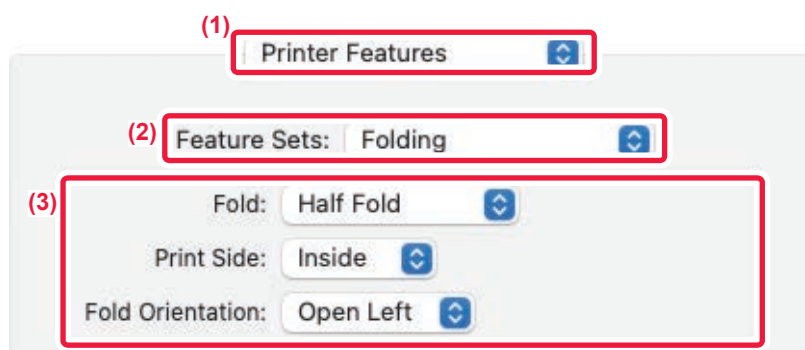 (1)
Printer Features
(2) Feature Sets: Folding
(3) Fold: Half Fold
Print Side: Inside
Fold Orientation: Open Left